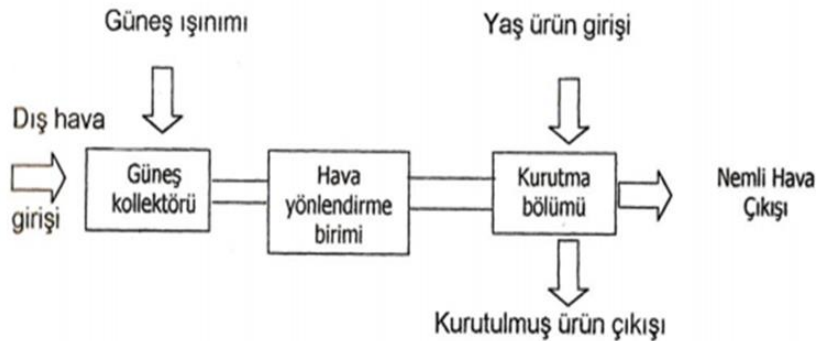 Güneş ışınımı
Yaş ürün girişi
Dış hava
girişi
Güneş
kollektörü
Hava
yönlendirme
birimi
Kurutma
bölümü
Nemli Hava
Çıkışı
Kurutulmuş ürün çıkışı